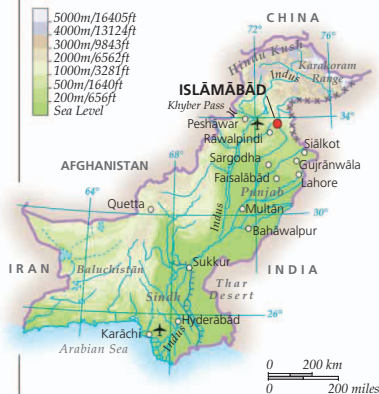 5000m/16405ft
4000m/13124ft
3000m/9843ft
2000m/6562ft
1000m/3281ft
500m/1640ft
200m/656ft
Sea Level
CHINA
72°
76°
Hindu Kush
Karakoram
Range
Indus
ISLĀMĀBĀD
Khyber Pass
34°
Peshāwar
Rāwalpindi
Siālkot
Sargodha
Gujrānwāla
AFGHANISTAN
68°
Faisalābād
Lahore
Punjab
64°
Quetta
Indus
Multān
30°
Bahāwalpur
IRAN
Baluchistān
Sukkur
INDIA
Thar
Desert
Sindh
26°
Hyderābād
Karāchi
Indus
Arabian Sea
0 200 km
0 200 miles